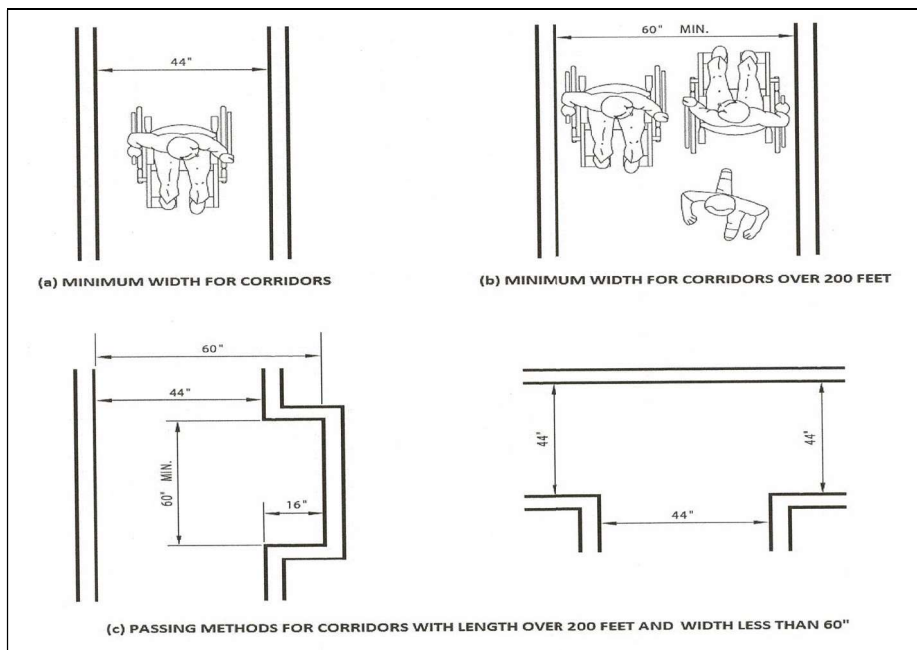 44"
60" MIN.
(a) MINIMUM WIDTH FOR CORRIDORS
(b) MINIMUM WIDTH FOR CORRIDORS OVER 200 FEET
60"
44"
60" MIN.
16"
44"
44"
44"
(c) PASSING METHODS FOR CORRIDORS WITH LENGTH OVER 200 FEET AND WIDTH LESS THAN 60"